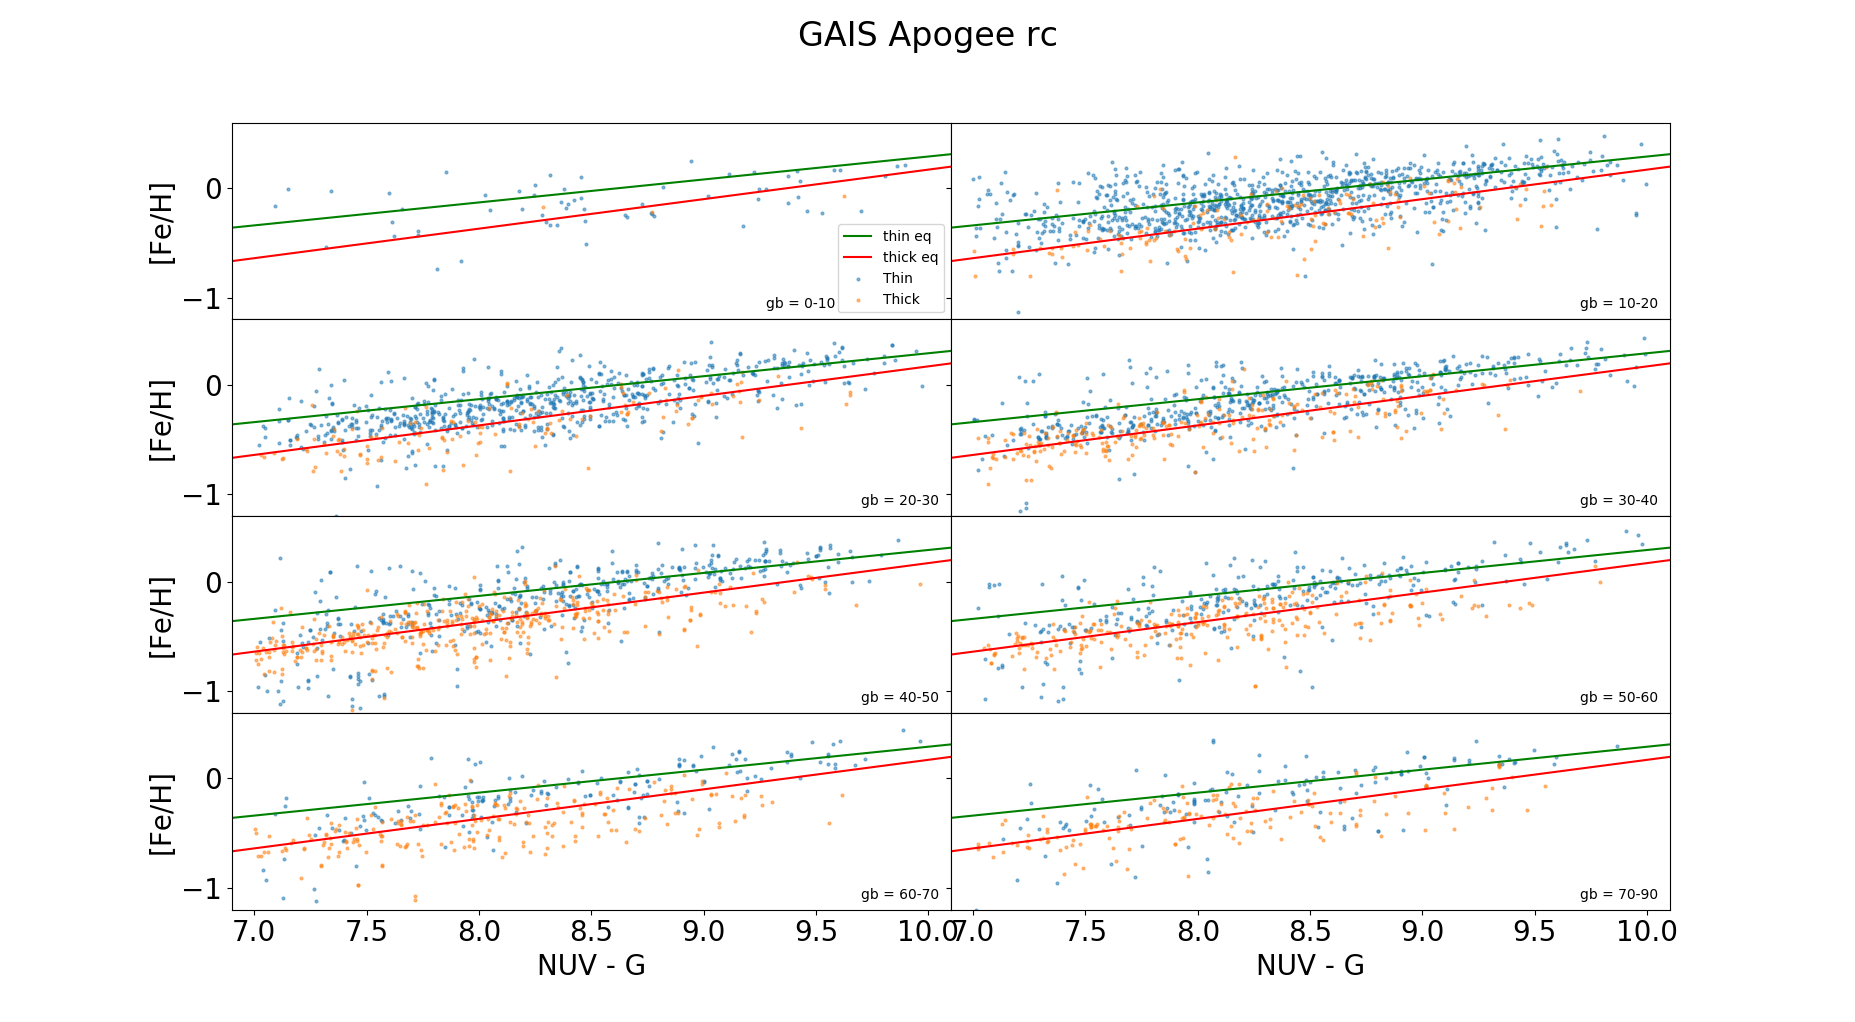 GAIS Apogee rc
[Fe/H]
0
−1
thin eq
thick eq
Thin
Thick
gb = 0-10
gb = 10-20
[Fe/H]
0
−1
gb = 20-30
gb = 30-40
[Fe/H]
0
−1
gb = 40-50
gb = 50-60
[Fe/H]
0
−1
gb = 60-70
gb = 70-90
7.0 7.5 8.0 8.5 9.0 9.5 10.0
7.0 7.5 8.0 8.5 9.0 9.5 10.0
NUV - G
NUV - G